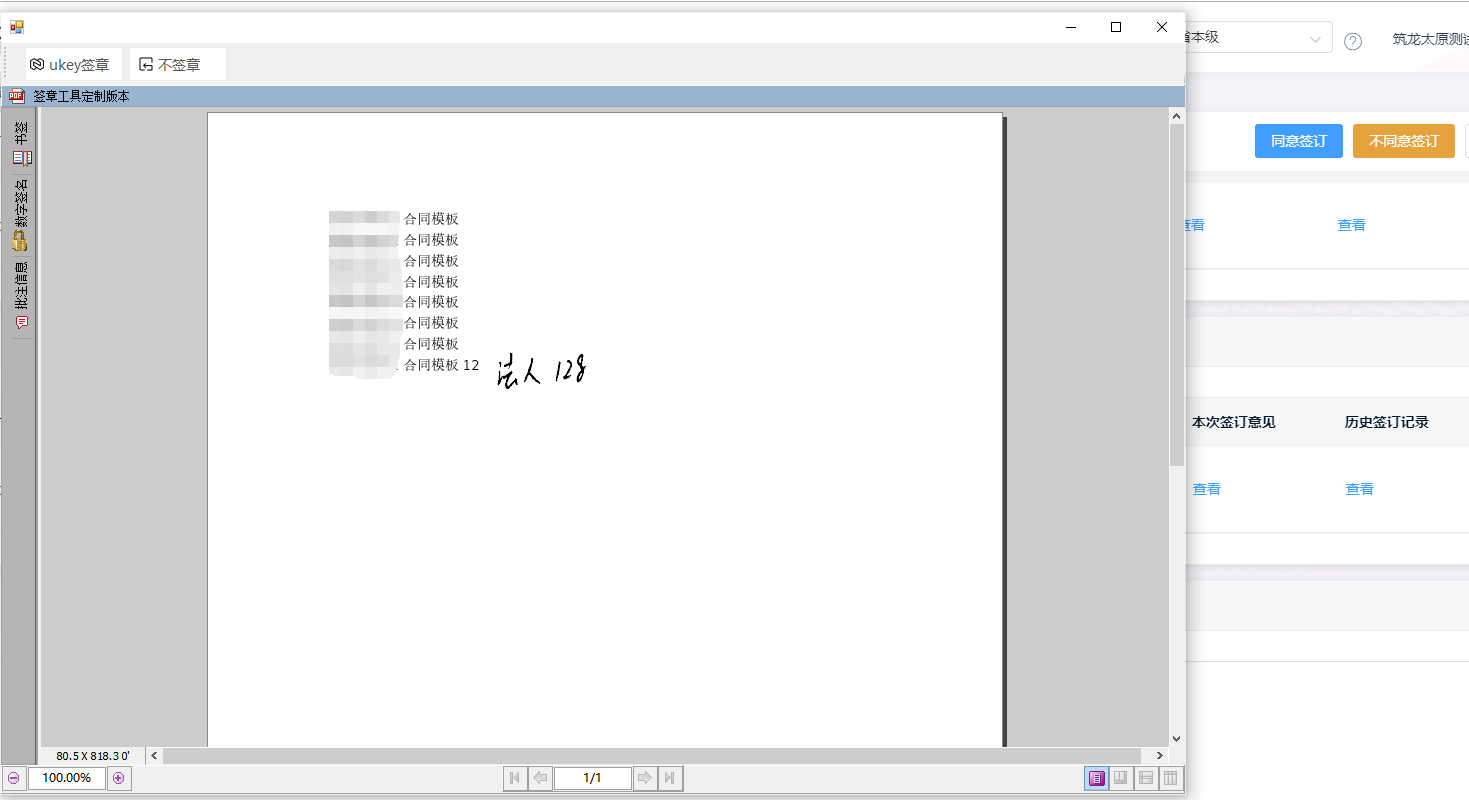 省本级
筑龙太原测试
ukey签章
不签章
签章工具定制版本
书签
数字签名
批注信息
同意签订
不同意签订
合同模板
合同模板
合同模板
合同模板
合同模板
合同模板
合同模板
合同模板 12
法人 128
查看
查看
本次签订意见
历史签订记录
查看
查看
80.5 X 818.3 0'
100.00%
1/1